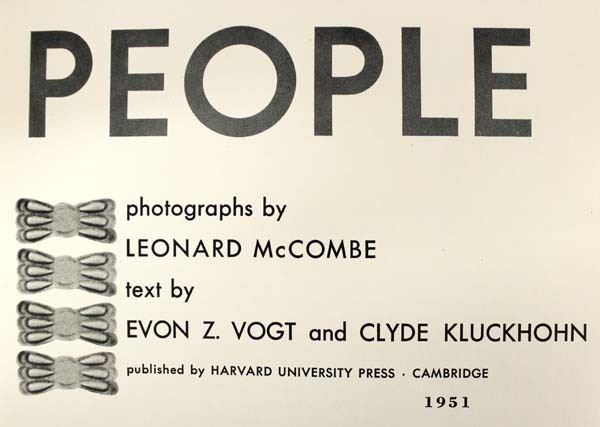 PEOPLE
photographs by
LEONARD McCOMBE
text by
EVON Z. VOGT and CLYDE KLUCKHOHN
published by HARVARD UNIVERSITY PRESS · CAMBRIDGE
1951